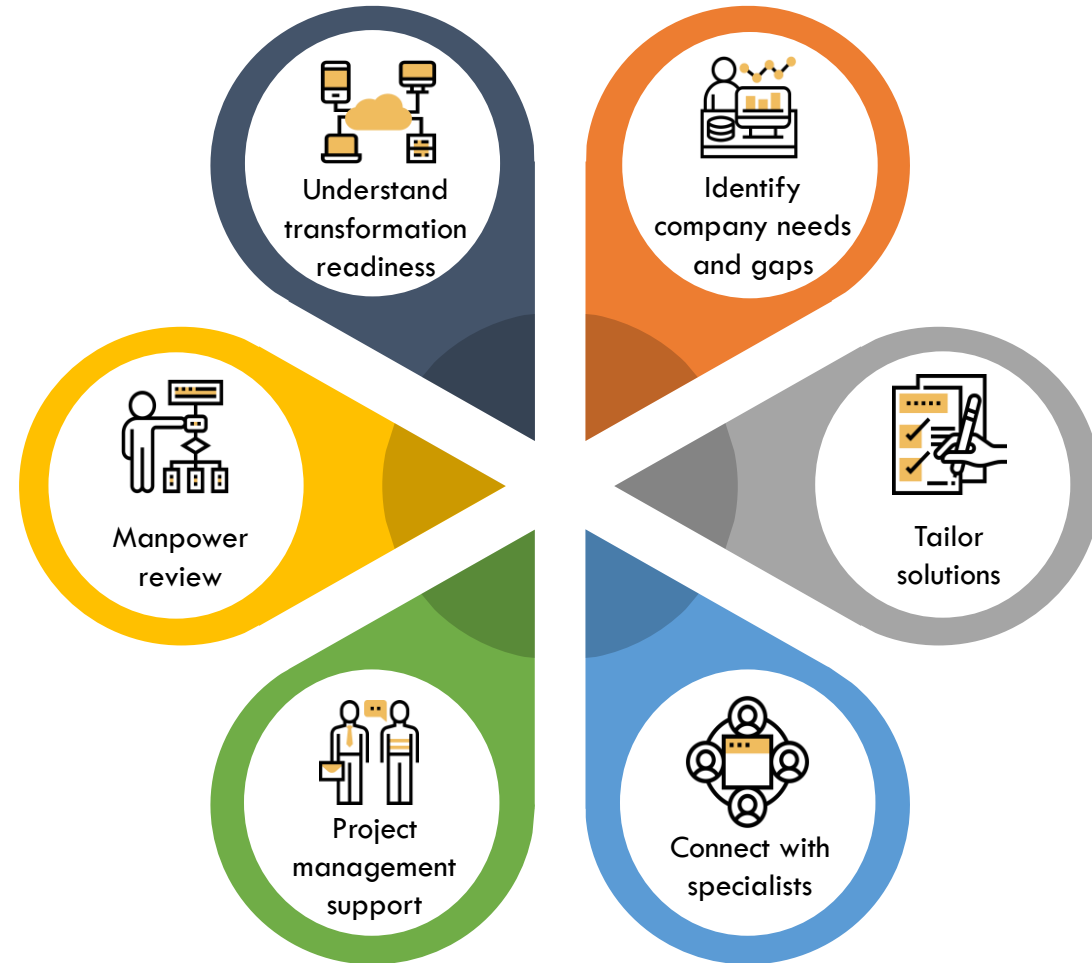 Understand
transformation
readiness
Identify
company needs
and gaps
Manpower
review
Tailor
solutions
Project
management
support
Connect with
specialists